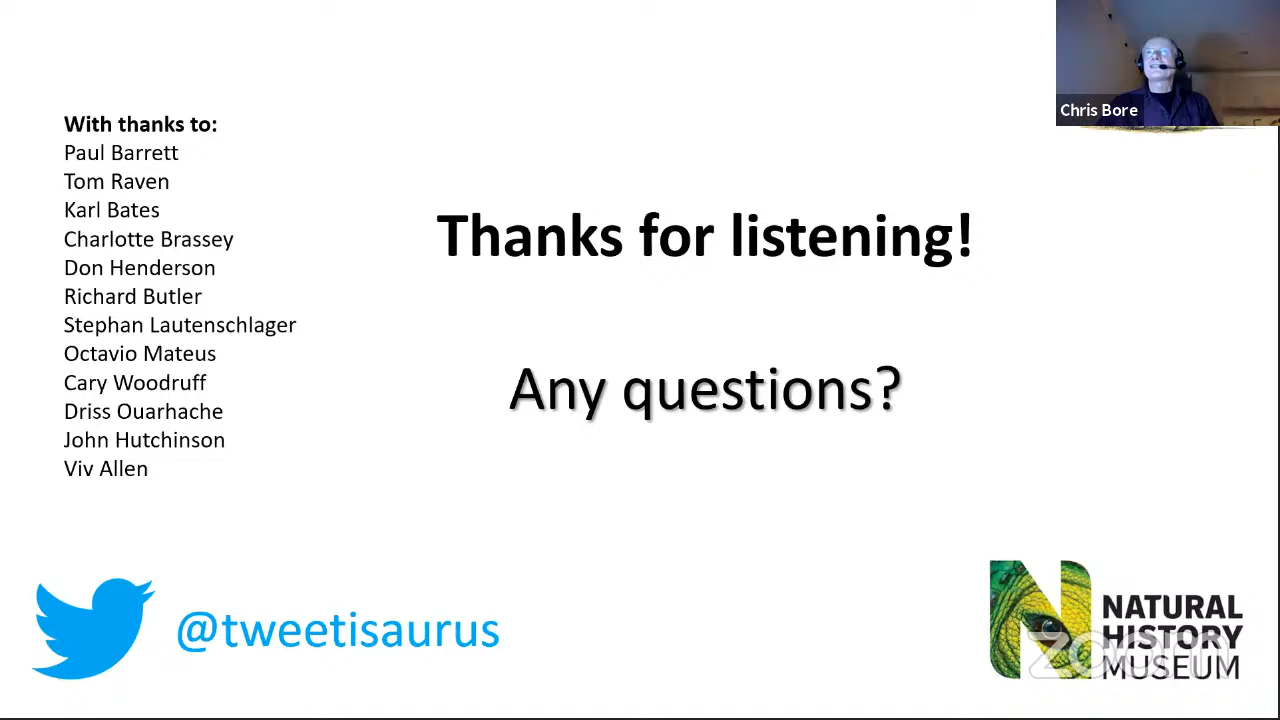 Chris Bore
With thanks to:
Paul Barrett
Tom Raven
Karl Bates
Charlotte Brassey
Don Henderson
Richard Butler
Stephan Lautenschlager
Octavio Mateus
Cary Woodruff
Driss Ouarhache
John Hutchinson
Viv Allen
Thanks for listening!
Any questions?
@tweetisaurus
NATURAL
HISTORY
MUSEUM
zoom